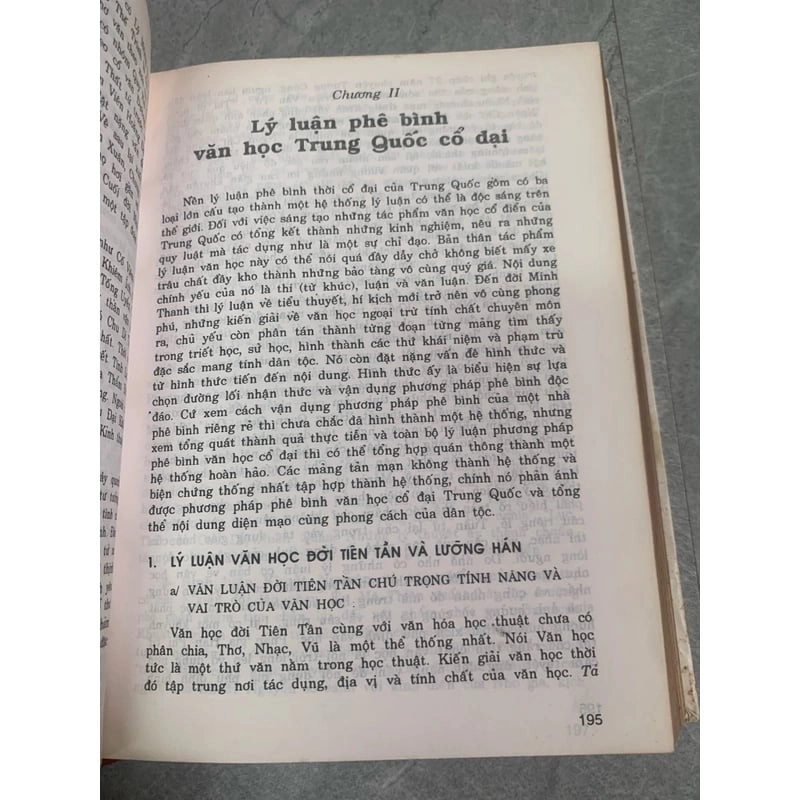 Chương II
Lý luận phê bình
văn học Trung Quốc cổ đại
Nền lý luận phê bình thời cổ đại của Trung Quốc gồm có ba
loại lớn cấu tạo thành một hệ thống lý luận có thể là độc sáng trên
thế giới. Đối với việc sáng tạo những tác phẩm văn học cổ điển của
Trung Quốc có tổng kết thành những kinh nghiệm, nêu ra những
quy luật mà tác dụng như là một sự chỉ đạo. Bản thân tác phẩm
lý luận văn học này có thể nói quá đầy dẫy chở không biết mấy xe
trâu chất đầy kho thành những bảo tàng vô cùng quý giá. Nội dung
chính yếu của nó là thi (từ khúc), luận và văn luận. Đến đời Minh
Thanh thì lý luận về tiểu thuyết, hí kịch mới trở nên vô cùng phong
phú, những kiến giải về văn học ngoại trừ tính chất chuyên môn
ra, chủ yếu còn phân tán thành từng đoạn từng mảng tìm thấy
trong triết học, sử học, hình thành các thứ khái niệm và phạm trù
đặc sắc mang tính dân tộc. Nó còn đặt nặng vấn đề hình thức và
từ hình thức tiến đến nội dung. Hình thức ấy là biểu hiện sự lựa
chọn đường lối nhận thức và vận dụng phương pháp phê bình độc
đáo. Cứ xem cách vận dụng phương pháp phê bình của một nhà
phê bình riêng rẽ thì chưa chắc đã hình thành một hệ thống, nhưng
xem tổng quát thành quả thực tiễn và toàn bộ lý luận phương pháp
phê bình văn học cổ đại thì có thể tổng hợp quán thông thành một
hệ thống hoàn hảo. Các mảng tản mạn không thành hệ thống và
biện chứng thống nhất tập hợp thành hệ thống, chính nó phản ánh
được phương pháp phê bình văn học cổ đại Trung Quốc và tổng
thể nội dung diện mạo cùng phong cách của dân tộc.
1. LÝ LUẬN VĂN HỌC ĐỜI TIÊN TẦN VÀ LƯỠNG HÁN
a/ VĂN LUẬN ĐỜI TIÊN TẦN CHÚ TRỌNG TÍNH NĂNG VÀ
VAI TRÒ CỦA VĂN HỌC :
Văn học đời Tiên Tần cùng với văn hóa học thuật chưa có
phân chia, Thơ, Nhạc, Vũ là một thể thống nhất. Nói Văn học
tức là một thứ văn nằm trong học thuật. Kiến giải văn học thời
đó tập trung nơi tác dụng, địa vị và tính chất của văn học. Tả
195